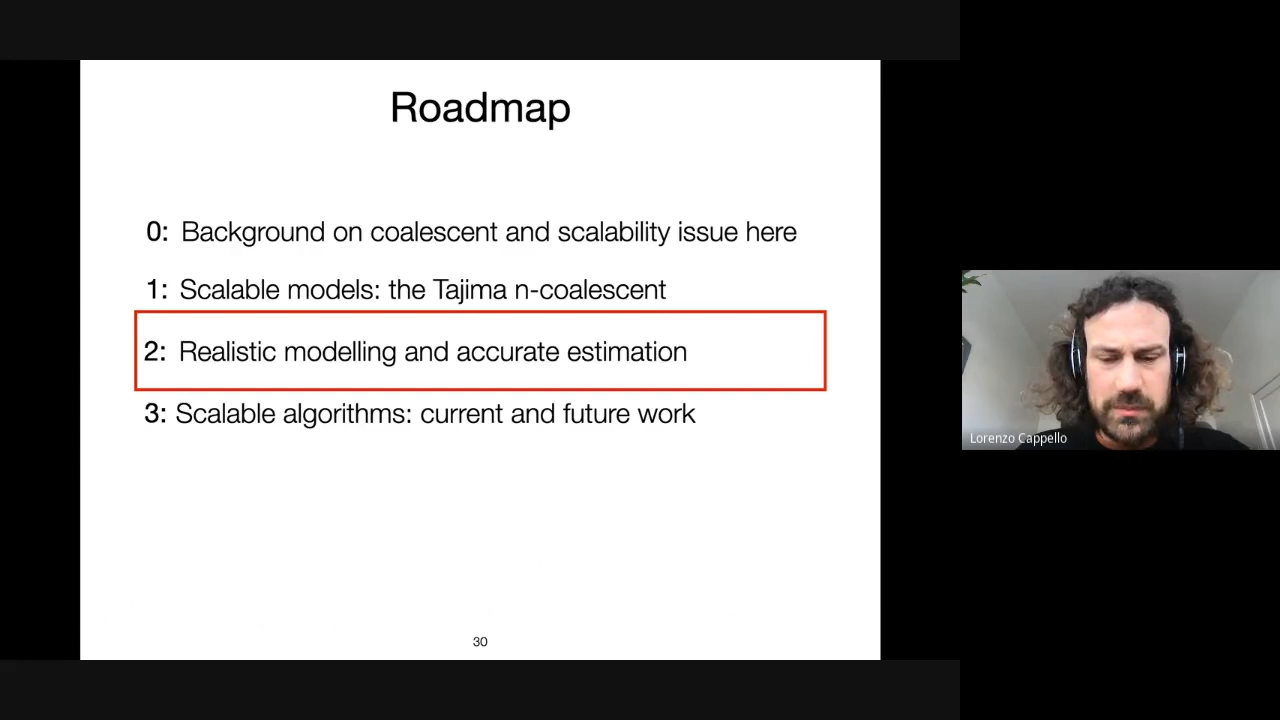 Roadmap
0: Background on coalescent and scalability issue here
1: Scalable models: the Tajima n-coalescent
2: Realistic modelling and accurate estimation
3: Scalable algorithms: current and future work
30
Lorenzo Cappello